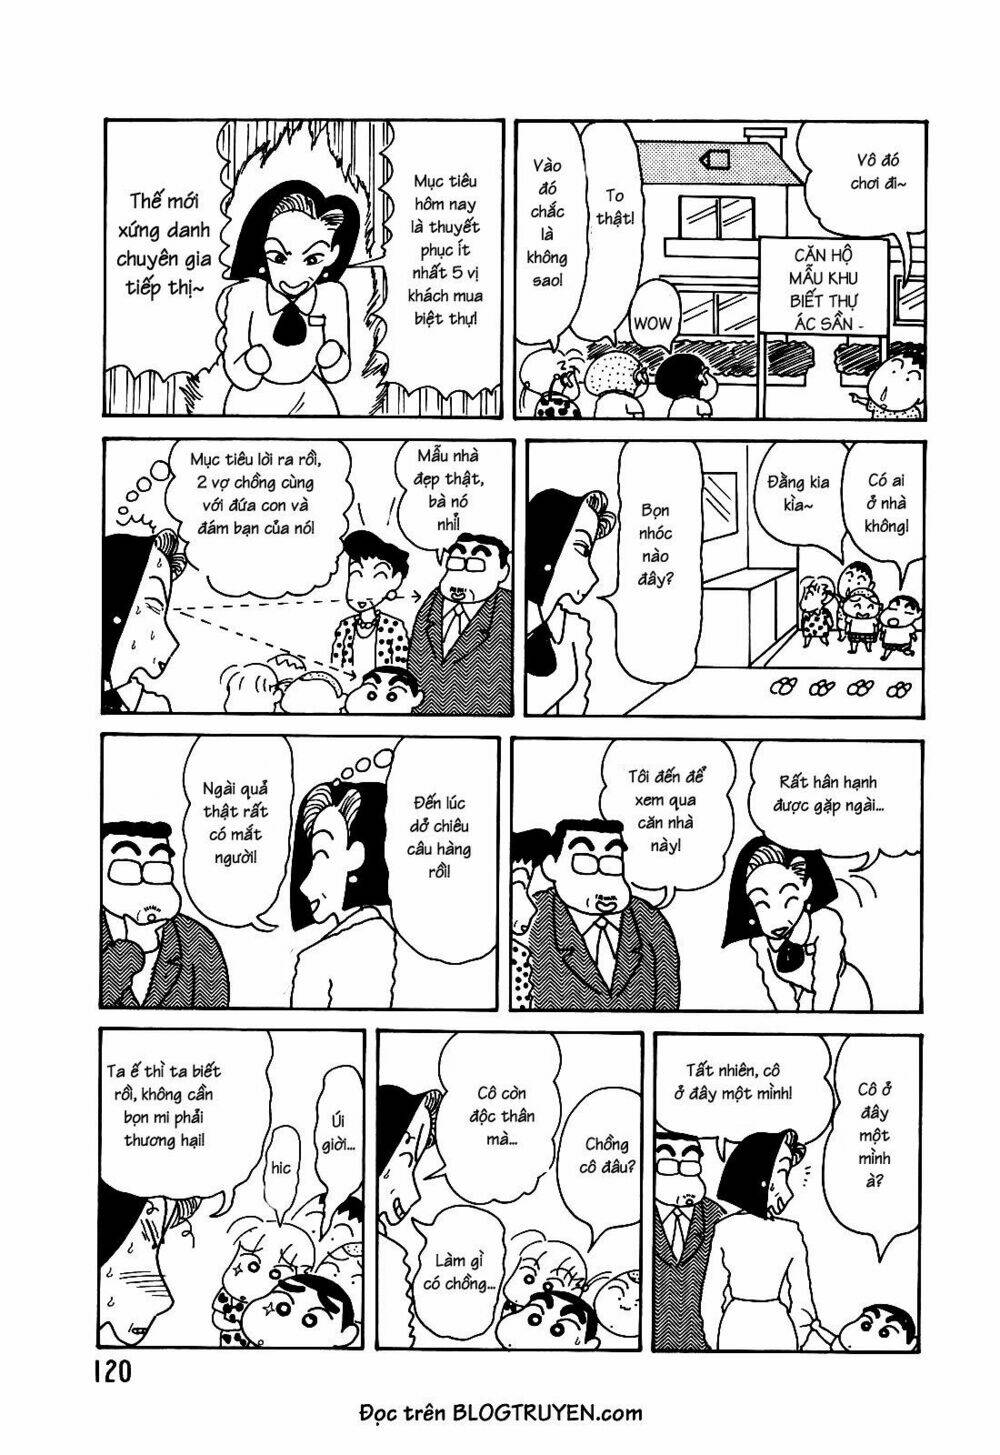 Vô đó
chơi đi~
CĂN HỘ
MẪU KHU
BIẾT THỰ
ÁC SẦN -
WOW
To
thật!
Vào
đó
chắc
là
không
sao!
Mục tiêu
hôm nay
là thuyết
phục ít
nhất 5 vị
khách mua
biệt thự!
Thế mới
xứng danh
chuyên gia
tiếp thị~
Có ai
ở nhà
không!
Đằng kia
kìa~
Bọn
nhóc
nào
đây?
Mẫu nhà
đẹp thật,
bà nó
nhỉ!
Mục tiêu lời ra rồi,
2 vợ chồng cùng
với đứa con và
đám bạn của nó!
Rất hân hạnh
được gặp ngài...
Tôi đến để
xem qua
căn nhà
này!
Đến lúc
dở chiêu
câu hàng
rồi!
Ngài quả
thật rất
có mắt
người!
Cô ở
đây
một
mình
à?
Tất nhiên, cô
ở đây một mình!
Chồng
cô đâu?
Cô còn
độc thân
mà...
Làm gì
có chồng...
Úi
giời...
hic
Ta ế thì ta biết
rồi, không cần
bọn mi phải
thương hại!
120
Đọc trên BLOGTRUYEN.com